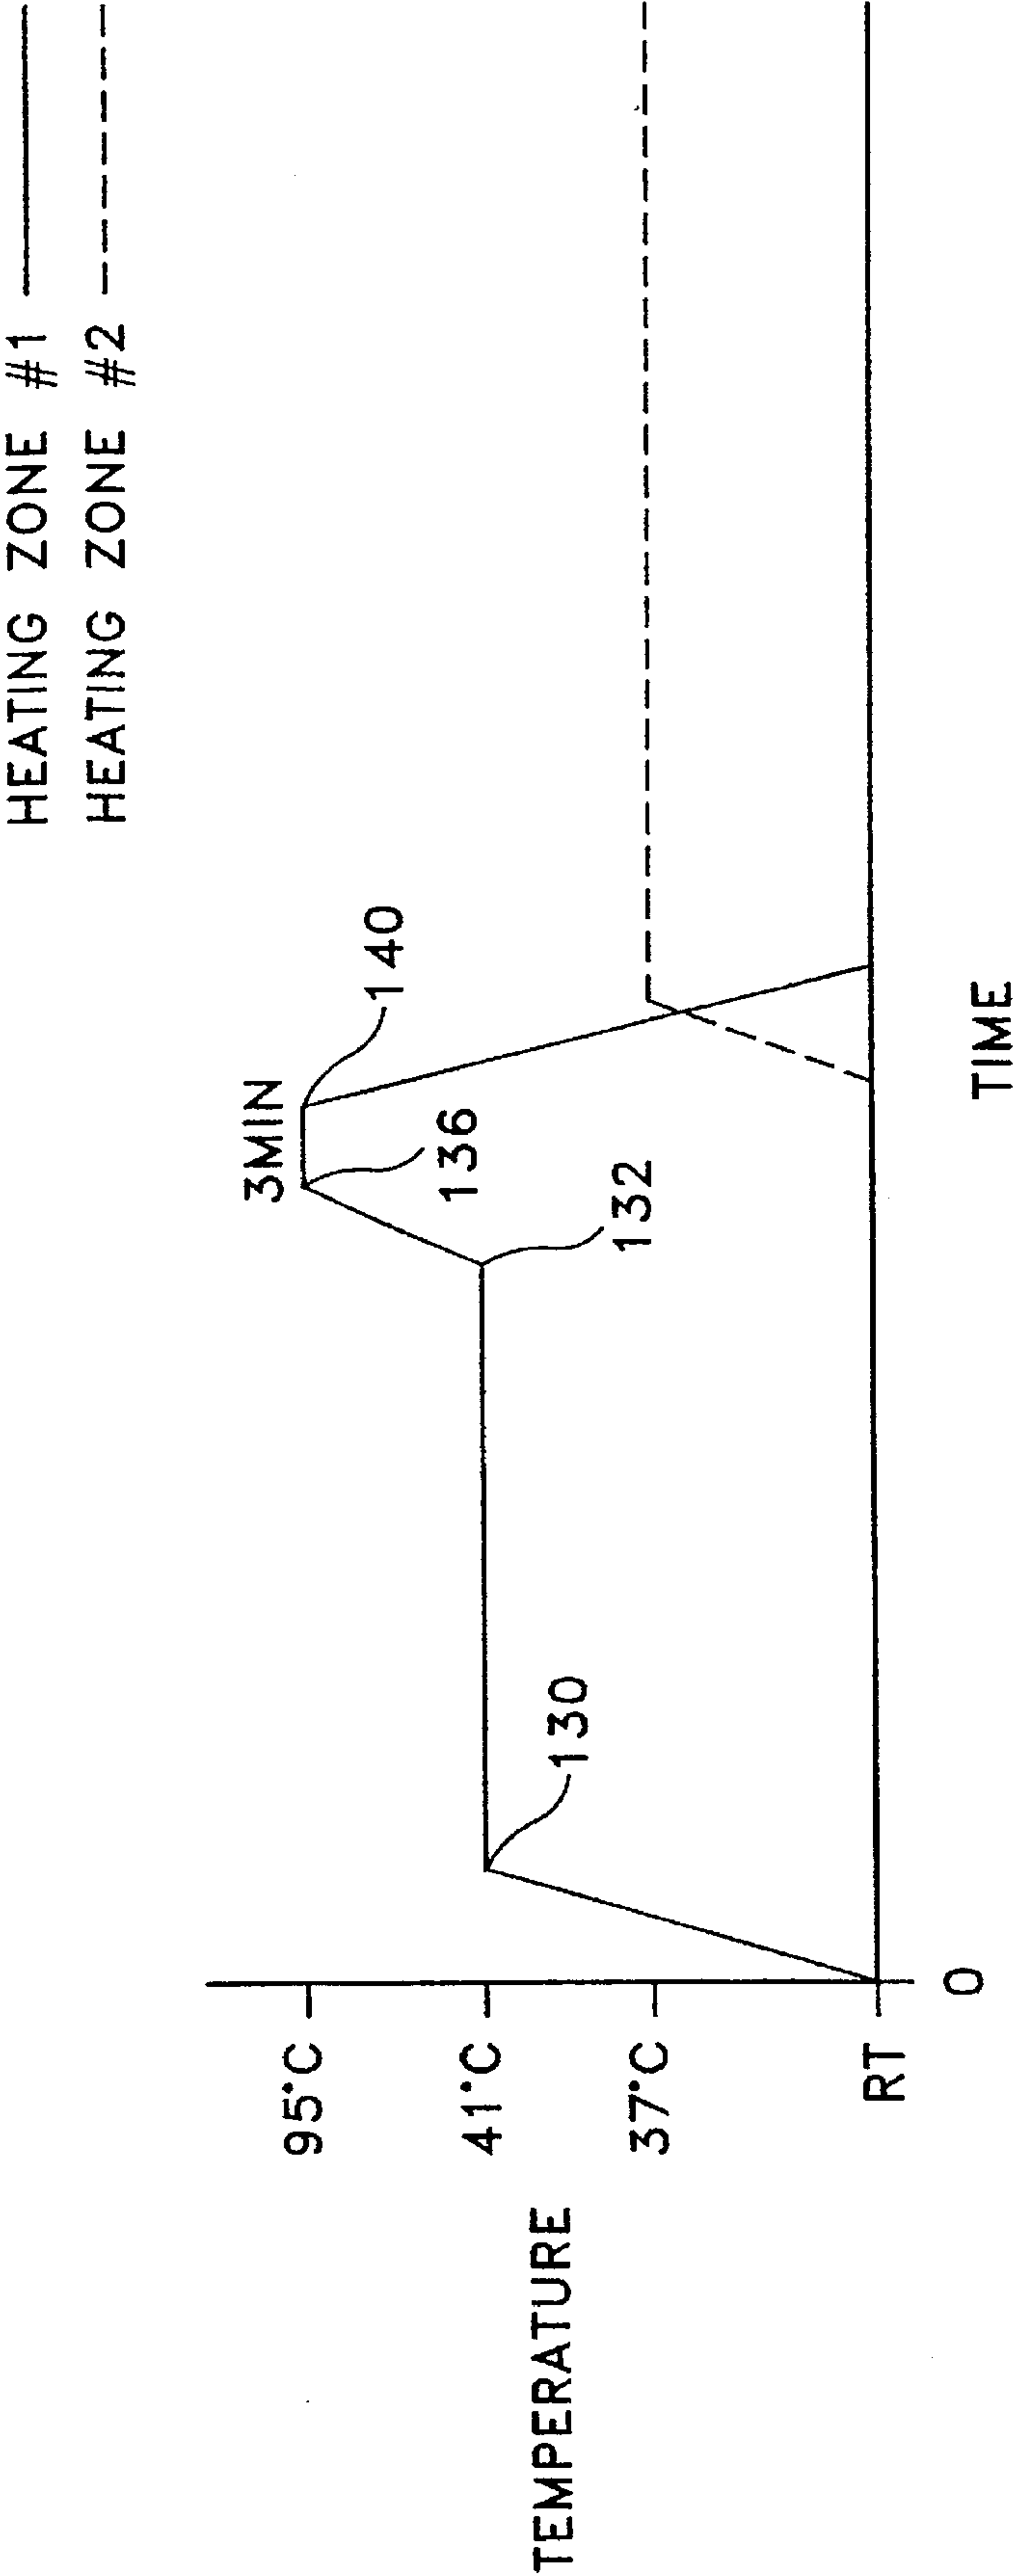 HEATING ZONE #1
HEATING ZONE #2
3MIN
95°C
140
136
41°C
132
130
37°C
TEMPERATURE
RT
0
TIME